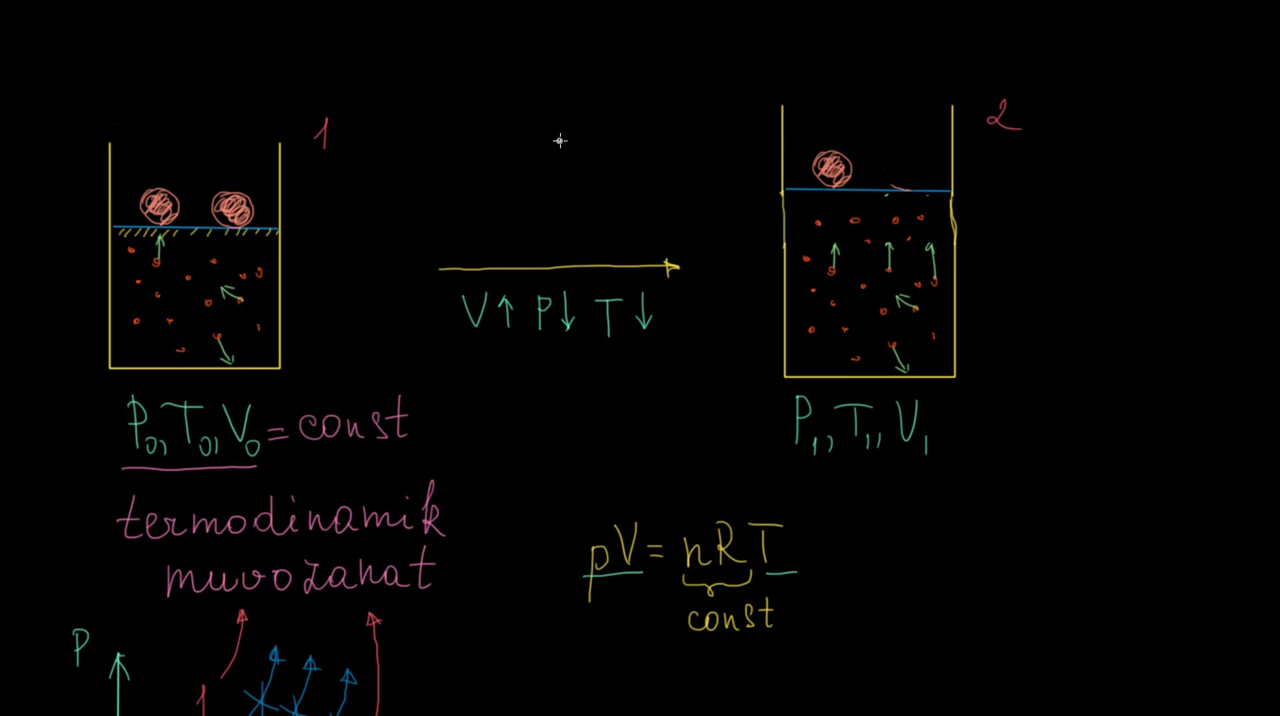 1
2
V↑ P↓ T↓
P₀, T₀, V₀ = const
P₁, T₁, V₁
termodinamik
muvozanat
pV = nRT
const
P
1